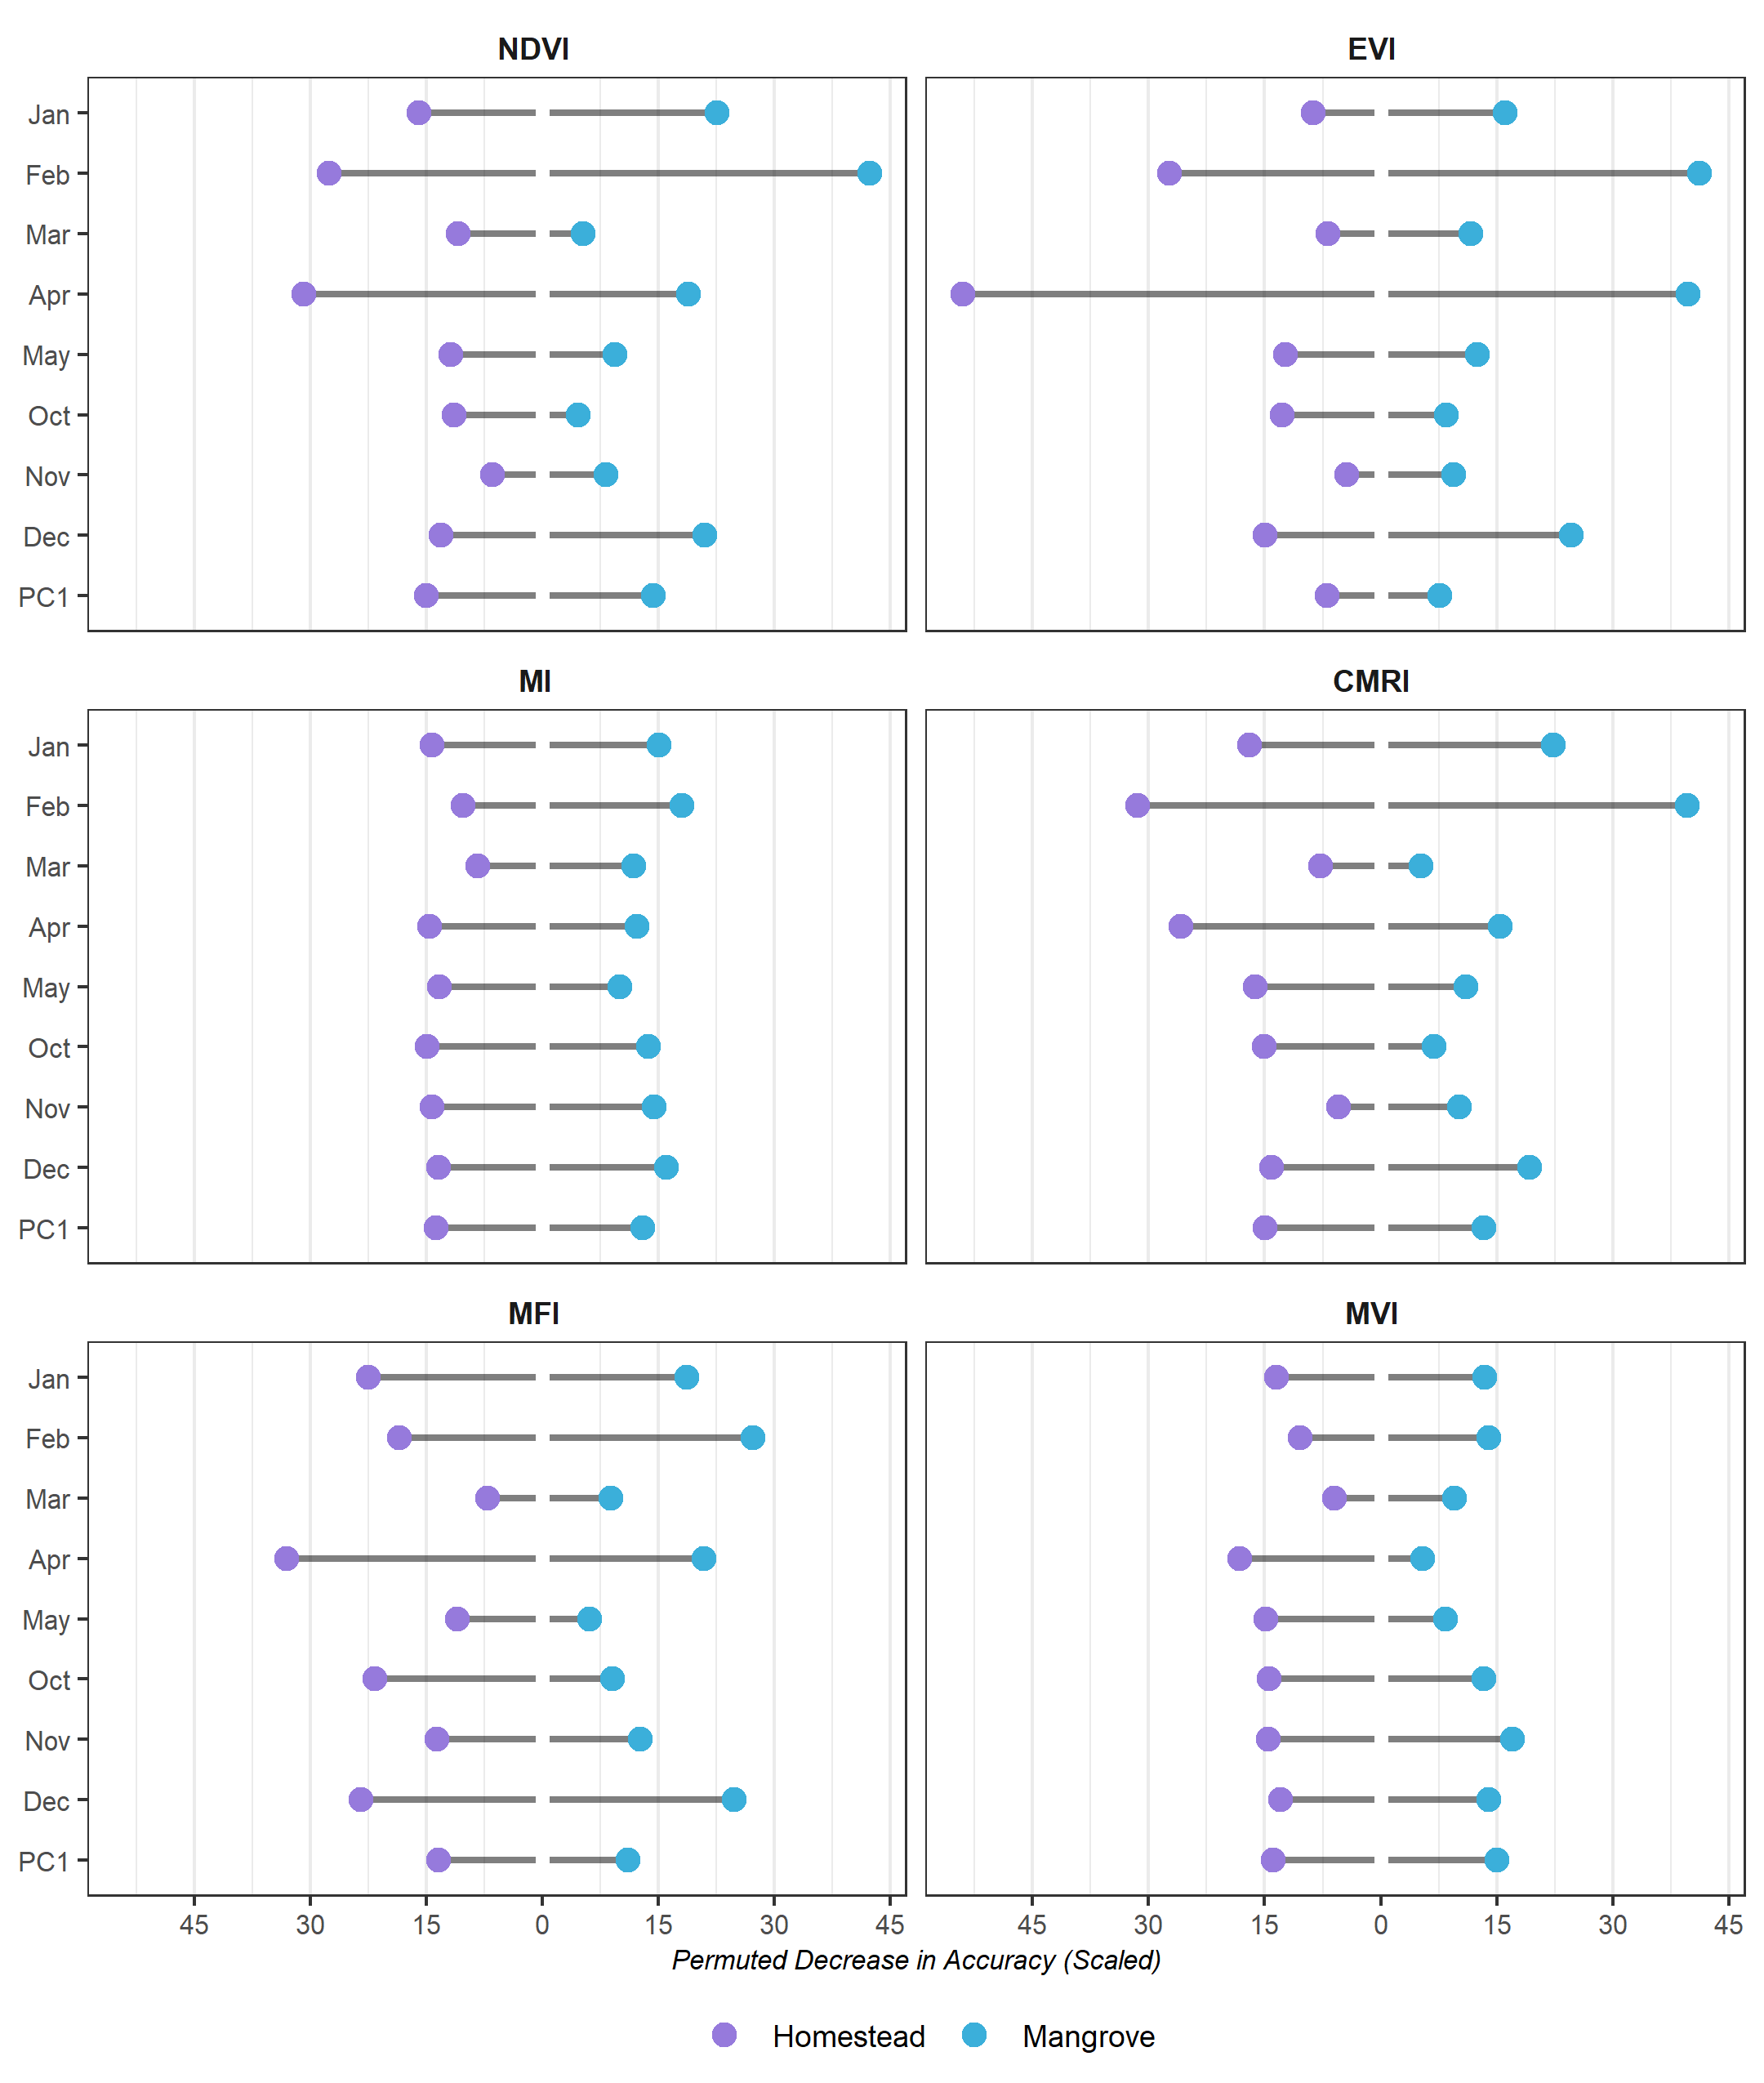 NDVI EVI
Jan
Feb
Mar
Apr
May
Oct
Nov
Dec
PC1
MI CMRI
Jan
Feb
Mar
Apr
May
Oct
Nov
Dec
PC1
MFI MVI
Jan
Feb
Mar
Apr
May
Oct
Nov
Dec
PC1
45 30 15 0 15 30 45 45 30 15 0 15 30 45
Permuted Decrease in Accuracy (Scaled)
Homestead Mangrove